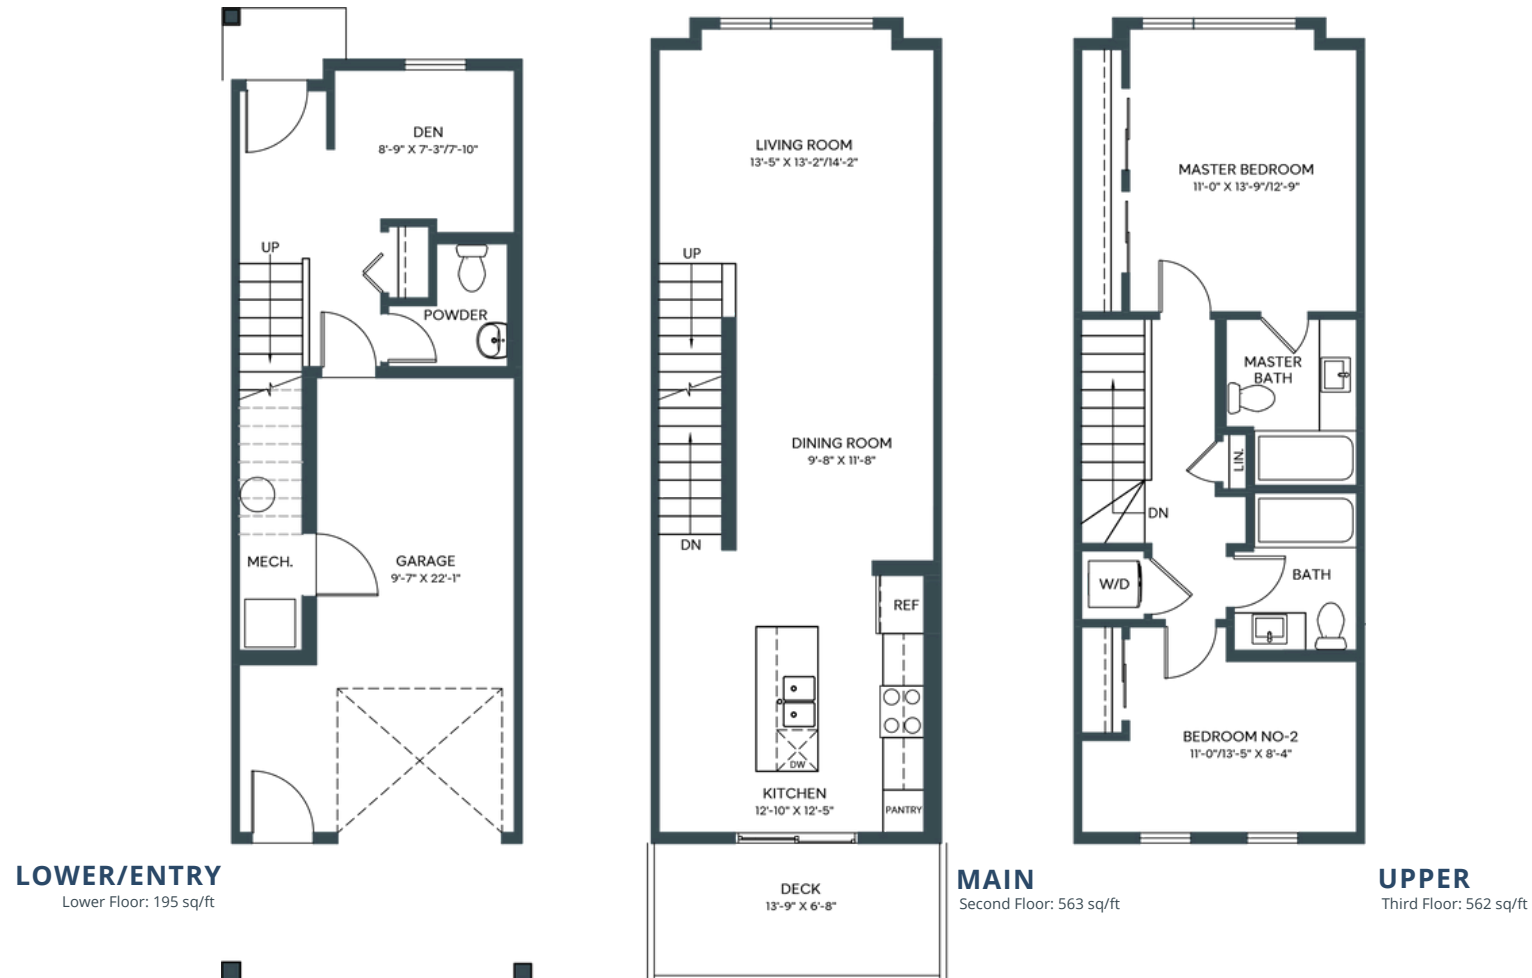 DEN
8'-9" X 7'-3"/7'-10"
UP
POWDER
MECH.
GARAGE
9'-7" X 22'-1"
LOWER/ENTRY
Lower Floor: 195 sq/ft
LIVING ROOM
13'-5" X 13'-2"/14'-2"
UP
DINING ROOM
9'-8" X 11'-8"
DN
REF
DW
KITCHEN
12'-10" X 12'-5"
PANTRY
DECK
13'-9" X 6'-8"
MAIN
Second Floor: 563 sq/ft
MASTER BEDROOM
11'-0" X 13'-9"/12'-9"
MASTER
BATH
LIN.
DN
W/D
BATH
BEDROOM NO-2
11'-0"/13'-5" X 8'-4"
UPPER
Third Floor: 562 sq/ft